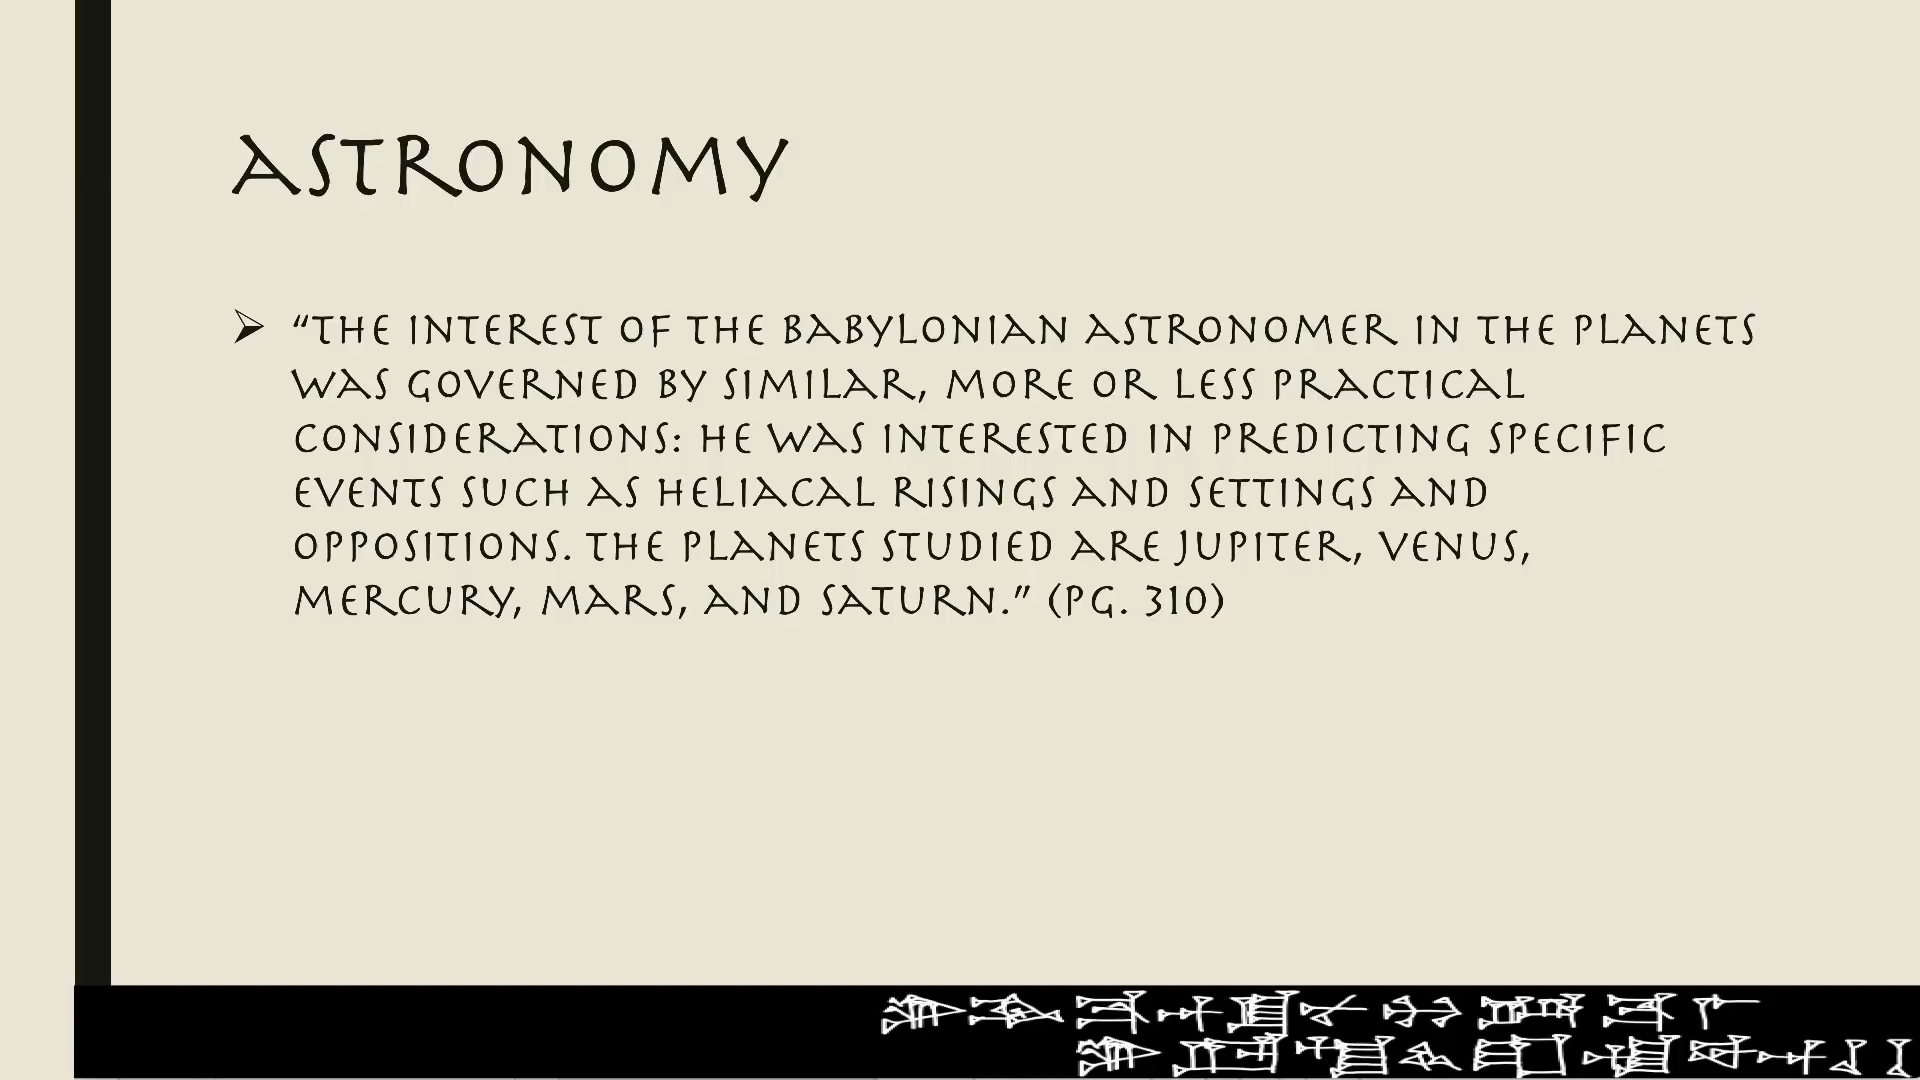 ASTRONOMY
➢ “THE INTEREST OF THE BABYLONIAN ASTRONOMER IN THE PLANETS
WAS GOVERNED BY SIMILAR, MORE OR LESS PRACTICAL
CONSIDERATIONS: HE WAS INTERESTED IN PREDICTING SPECIFIC
EVENTS SUCH AS HELIACAL RISINGS AND SETTINGS AND
OPPOSITIONS. THE PLANETS STUDIED ARE JUPITER, VENUS,
MERCURY, MARS, AND SATURN.” (PG. 310)